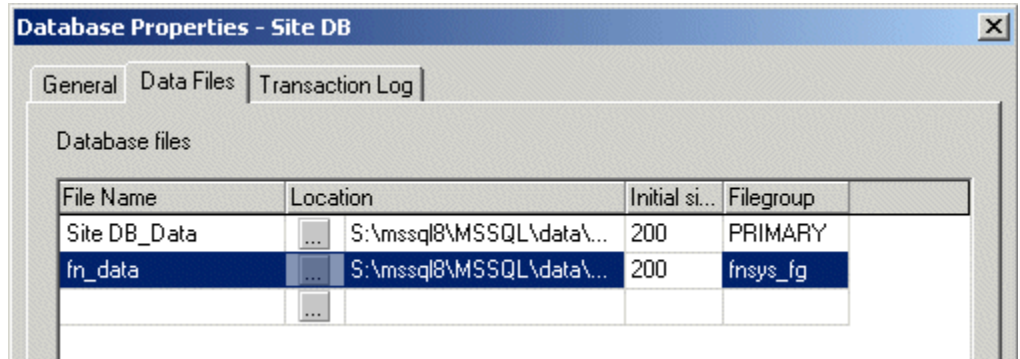 Database Properties - Site DB
General Data Files Transaction Log
Database files
File Name Location Initial si... Filegroup
Site DB_Data ... S:\mssql8\MSSQL\data\... 200 PRIMARY
fn_data ... S:\mssql8\MSSQL\data\... 200 fnsys_fg
...